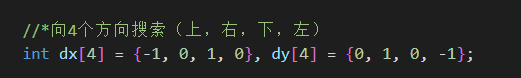 //*向4个方向搜索（上，右，下，左）
int dx[4] = {-1, 0, 1, 0}, dy[4] = {0, 1, 0, -1};